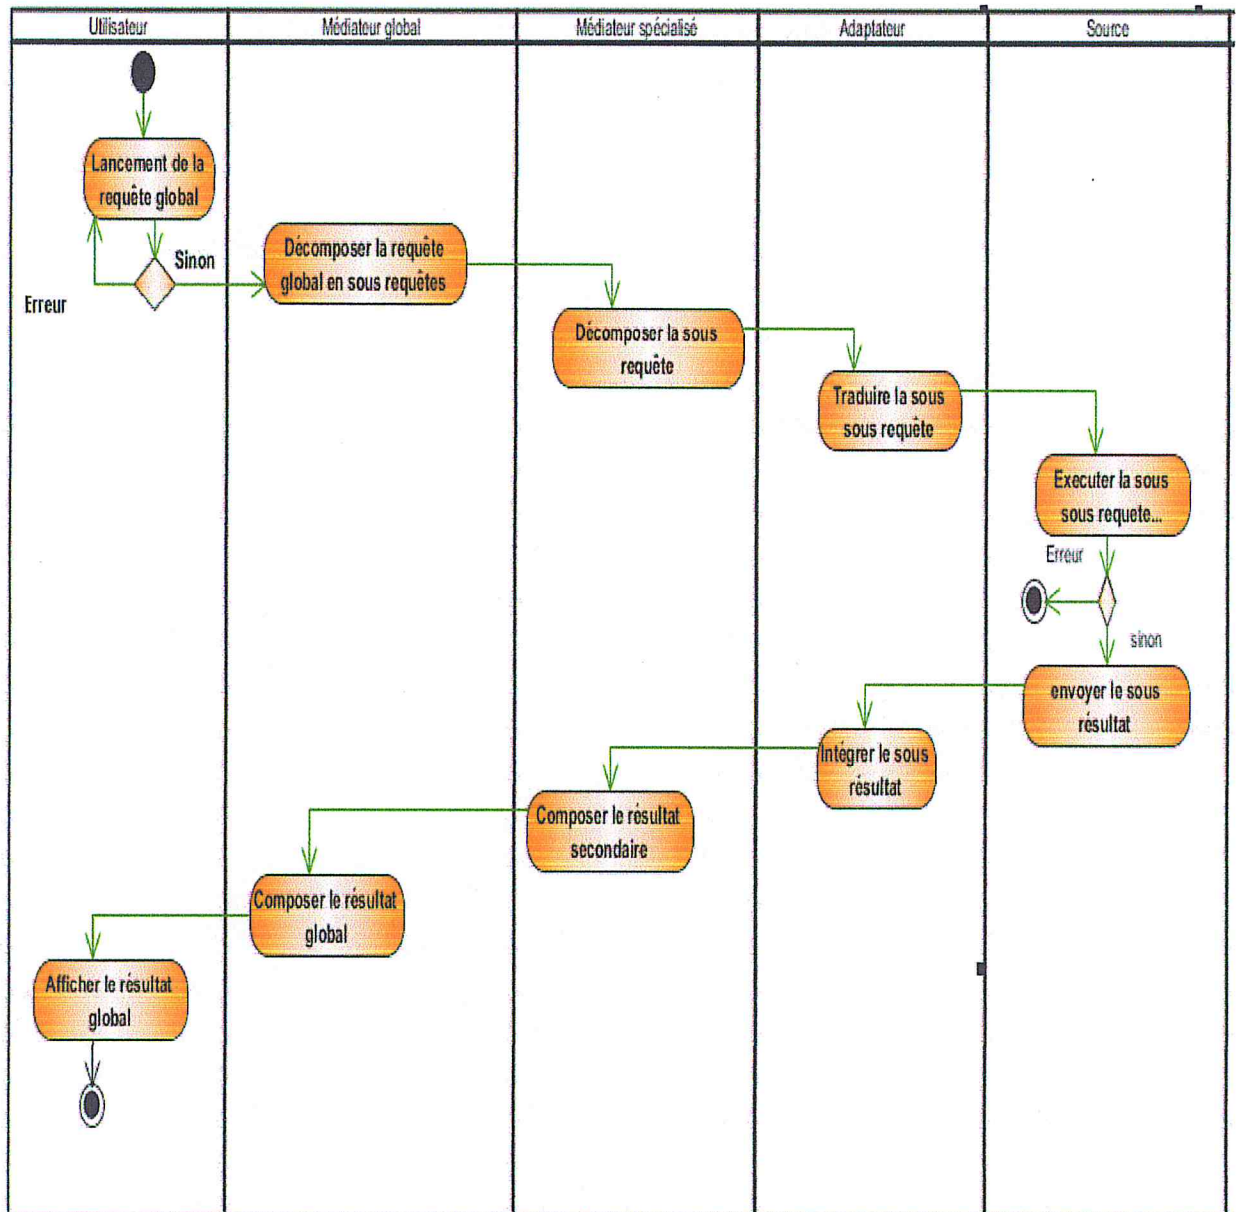 Utilisateur
Médiateur global
Médiateur spécialisé
Adaptateur
Source
Lancement de la
requête global
Sinon
Erreur
Décomposer la requête
global en sous requêtes
Décomposer la sous
requête
Traduire la sous
sous requête
Executer la sous
sous requete...
Erreur
sinon
envoyer le sous
résultat
Intégrer le sous
résultat
Composer le résultat
secondaire
Composer le résultat
global
Afficher le résultat
global